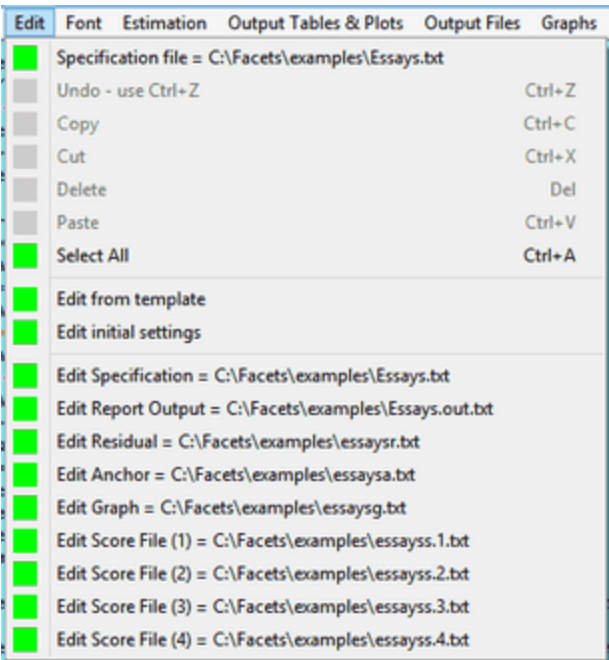 Edit Font Estimation Output Tables & Plots Output Files Graphs
Specification file = C:\Facets\examples\Essays.txt
Undo - use Ctrl+Z Ctrl+Z
Copy Ctrl+C
Cut Ctrl+X
Delete Del
Paste Ctrl+V
Select All Ctrl+A
Edit from template
Edit initial settings
Edit Specification = C:\Facets\examples\Essays.txt
Edit Report Output = C:\Facets\examples\Essays.out.txt
Edit Residual = C:\Facets\examples\essaysr.txt
Edit Anchor = C:\Facets\examples\essaysa.txt
Edit Graph = C:\Facets\examples\essaysg.txt
Edit Score File (1) = C:\Facets\examples\essayss.1.txt
Edit Score File (2) = C:\Facets\examples\essayss.2.txt
Edit Score File (3) = C:\Facets\examples\essayss.3.txt
Edit Score File (4) = C:\Facets\examples\essayss.4.txt